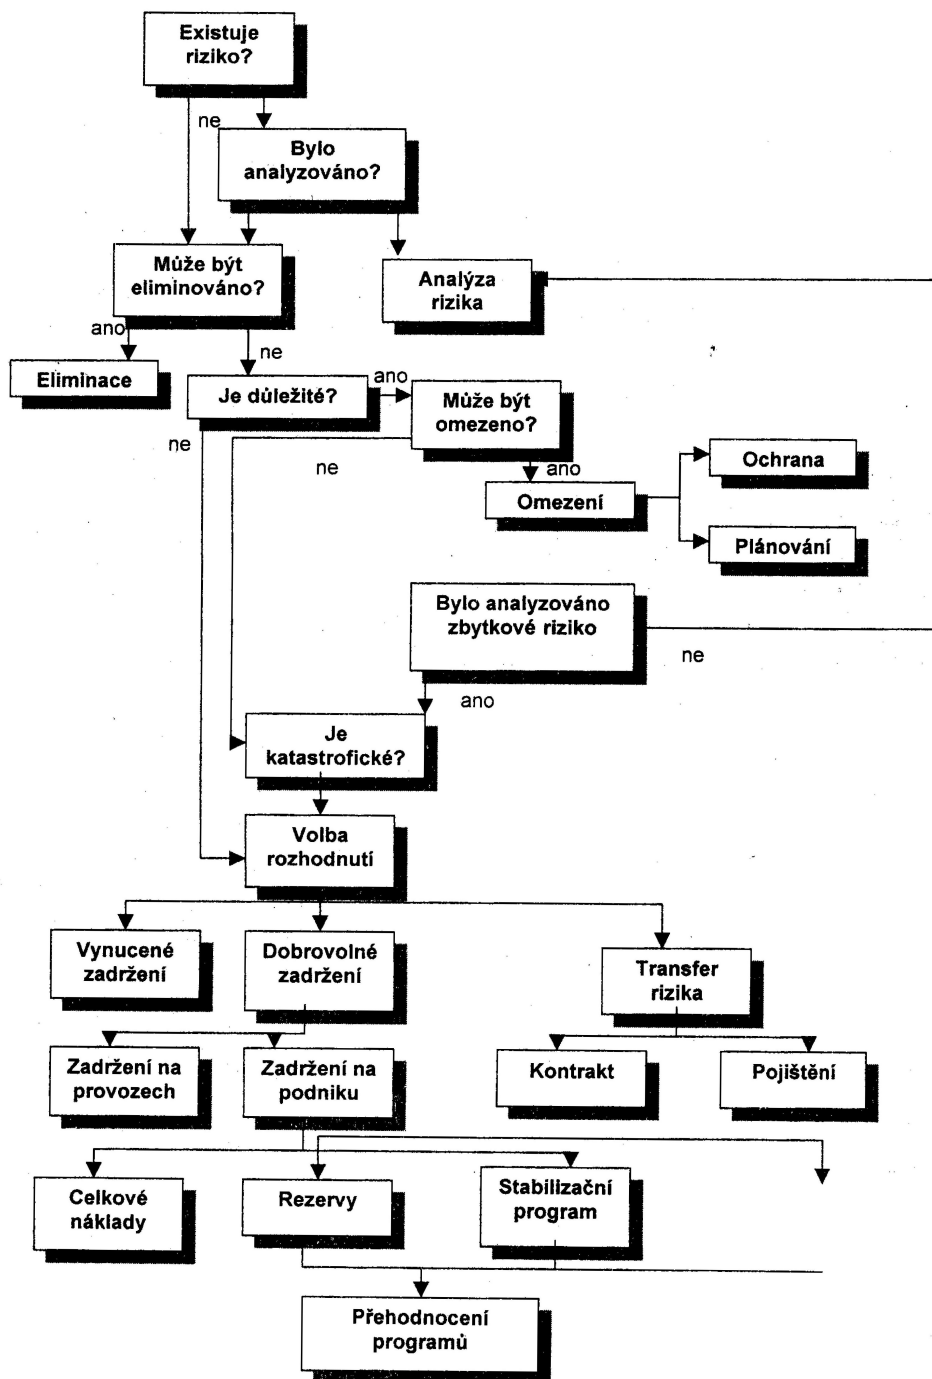 Existuje
riziko?
ne
Bylo
analyzováno?
Může být
eliminováno?
Analýza
rizika
ano
ne
Eliminace
Je důležité?
ano
Může být
omezeno?
ne
ne
ano
Ochrana
Omezení
Plánování
Bylo analyzováno
zbytkové riziko
ne
ano
Je
katastrofické?
Volba
rozhodnutí
Vynucené
zadržení
Dobrovolné
zadržení
Transfer
rizika
Zadržení na
provozech
Zadržení na
podniku
Kontrakt
Pojištění
Celkové
náklady
Rezervy
Stabilizační
program
Přehodnocení
programů